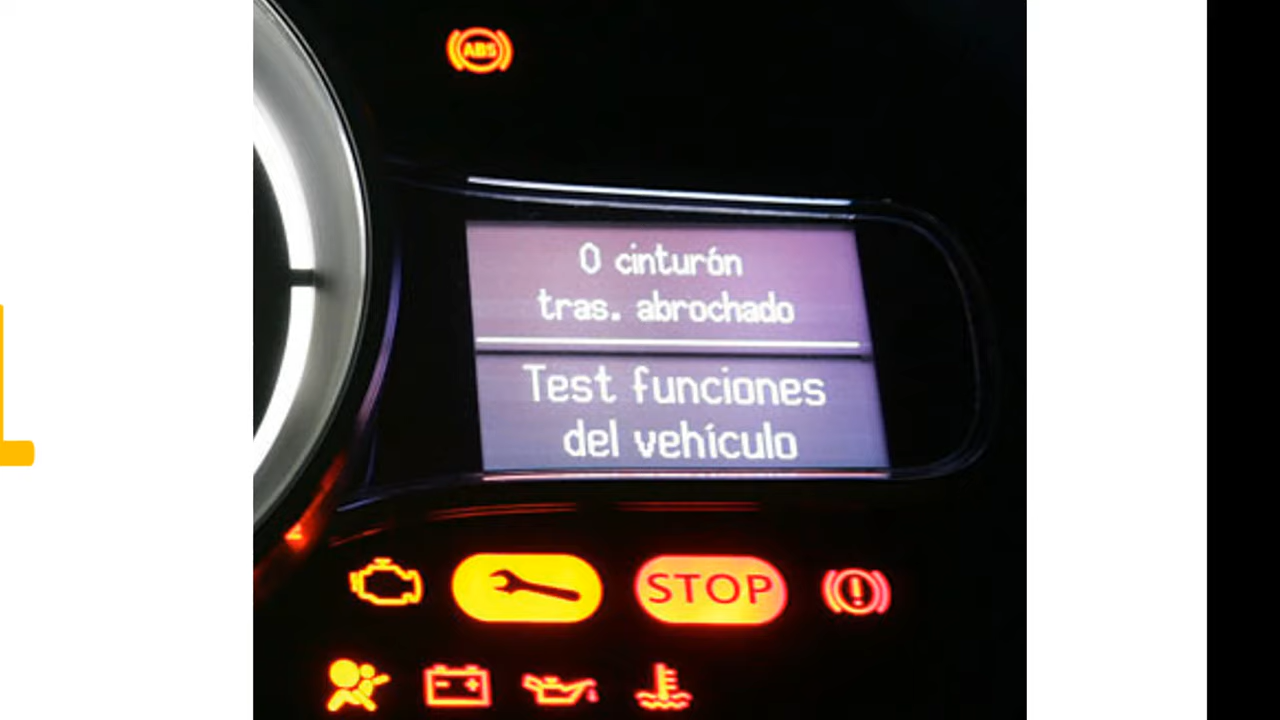 ABS
0 cinturón
tras. abrochado
Test funciones
del vehículo
STOP